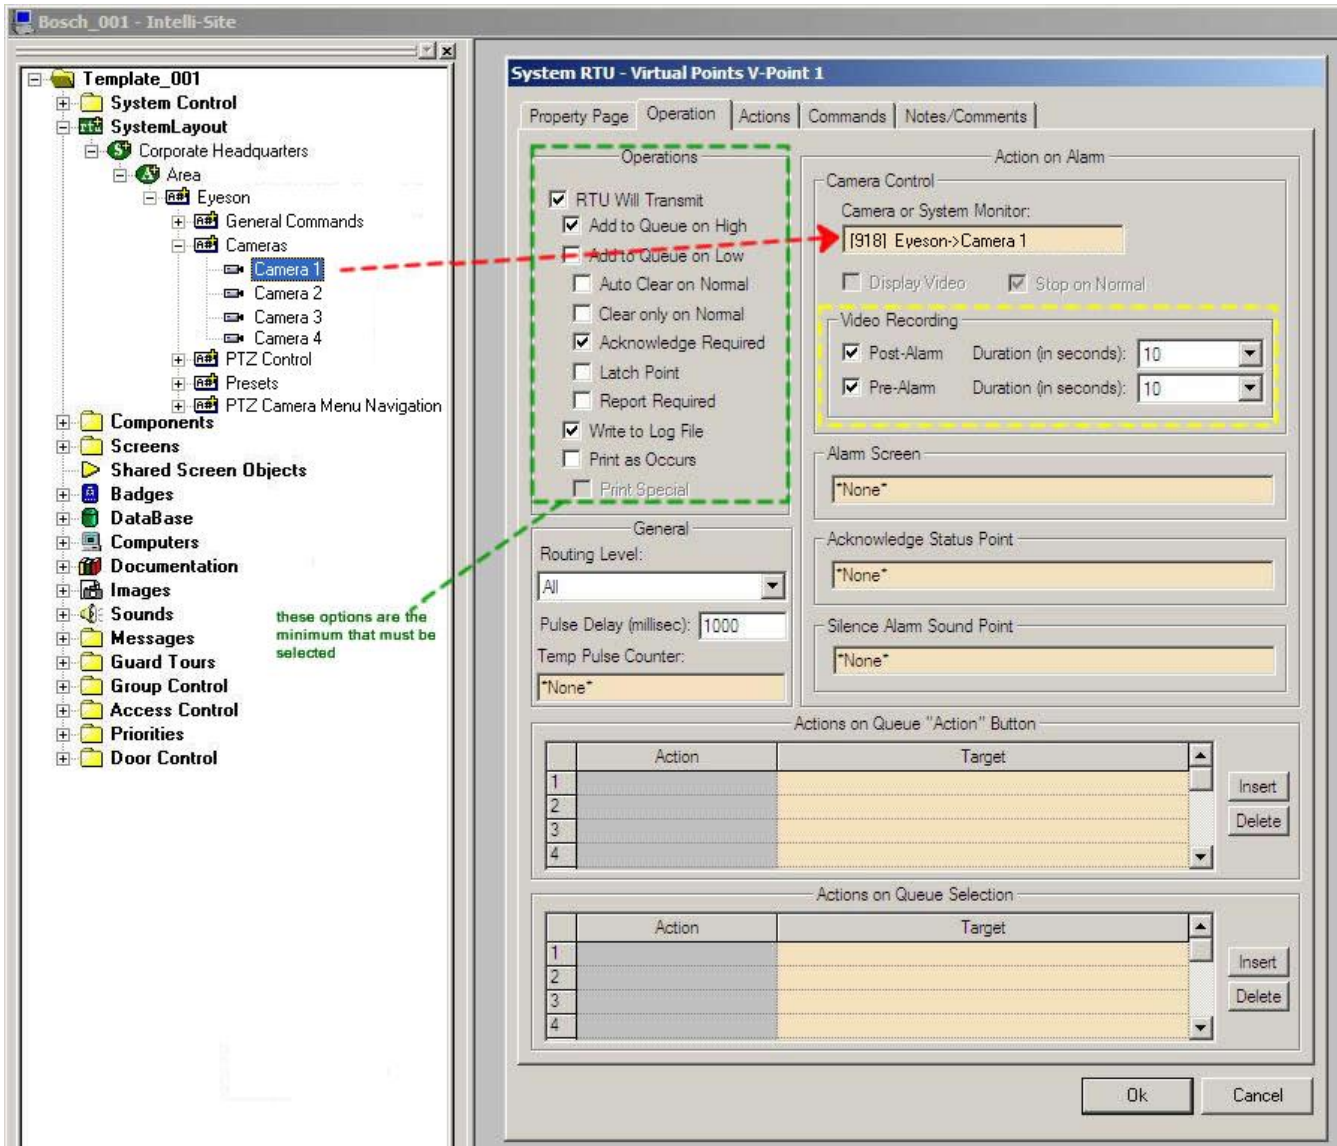 Bosch_001 - Intelli-Site
Template_001
System Control
SystemLayout
Corporate Headquarters
Area
Eyeson
General Commands
Cameras
Camera 1
Camera 2
Camera 3
Camera 4
PTZ Control
Presets
PTZ Camera Menu Navigation
Components
Screens
Shared Screen Objects
Badges
DataBase
Computers
Documentation
Images
Sounds
Messages
Guard Tours
Group Control
Access Control
Priorities
Door Control
these options are the
minimum that must be
selected
System RTU - Virtual Points V-Point 1
Property Page Operation Actions Commands Notes/Comments
Operations
RTU Will Transmit
Add to Queue on High
Add to Queue on Low
Auto Clear on Normal
Clear only on Normal
Acknowledge Required
Latch Point
Report Required
Write to Log File
Print as Occurs
Print Special
General
Routing Level:
All
Pulse Delay (millisec): 1000
Temp Pulse Counter:
*None*
Action on Alarm
Camera Control
Camera or System Monitor:
[918] Eyeson->Camera 1
Display Video Stop on Normal
Video Recording
Post-Alarm Duration (in seconds): 10
Pre-Alarm Duration (in seconds): 10
Alarm Screen
*None*
Acknowledge Status Point
*None*
Silence Alarm Sound Point
*None*
Actions on Queue "Action" Button
Action Target
1
2
3
4
Insert
Delete
Actions on Queue Selection
Action Target
1
2
3
4
Insert
Delete
Ok Cancel